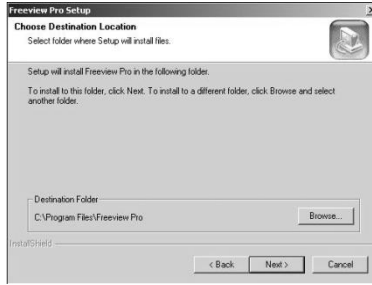 Freeview Pro Setup
Choose Destination Location
Select folder where Setup will install files.
Setup will install Freeview Pro in the following folder.
To install to this folder, click Next. To install to a different folder, click Browse and select
another folder.
Destination Folder
C:\Program Files\Freeview Pro
Browse...
InstallShield
< Back
Next >
Cancel